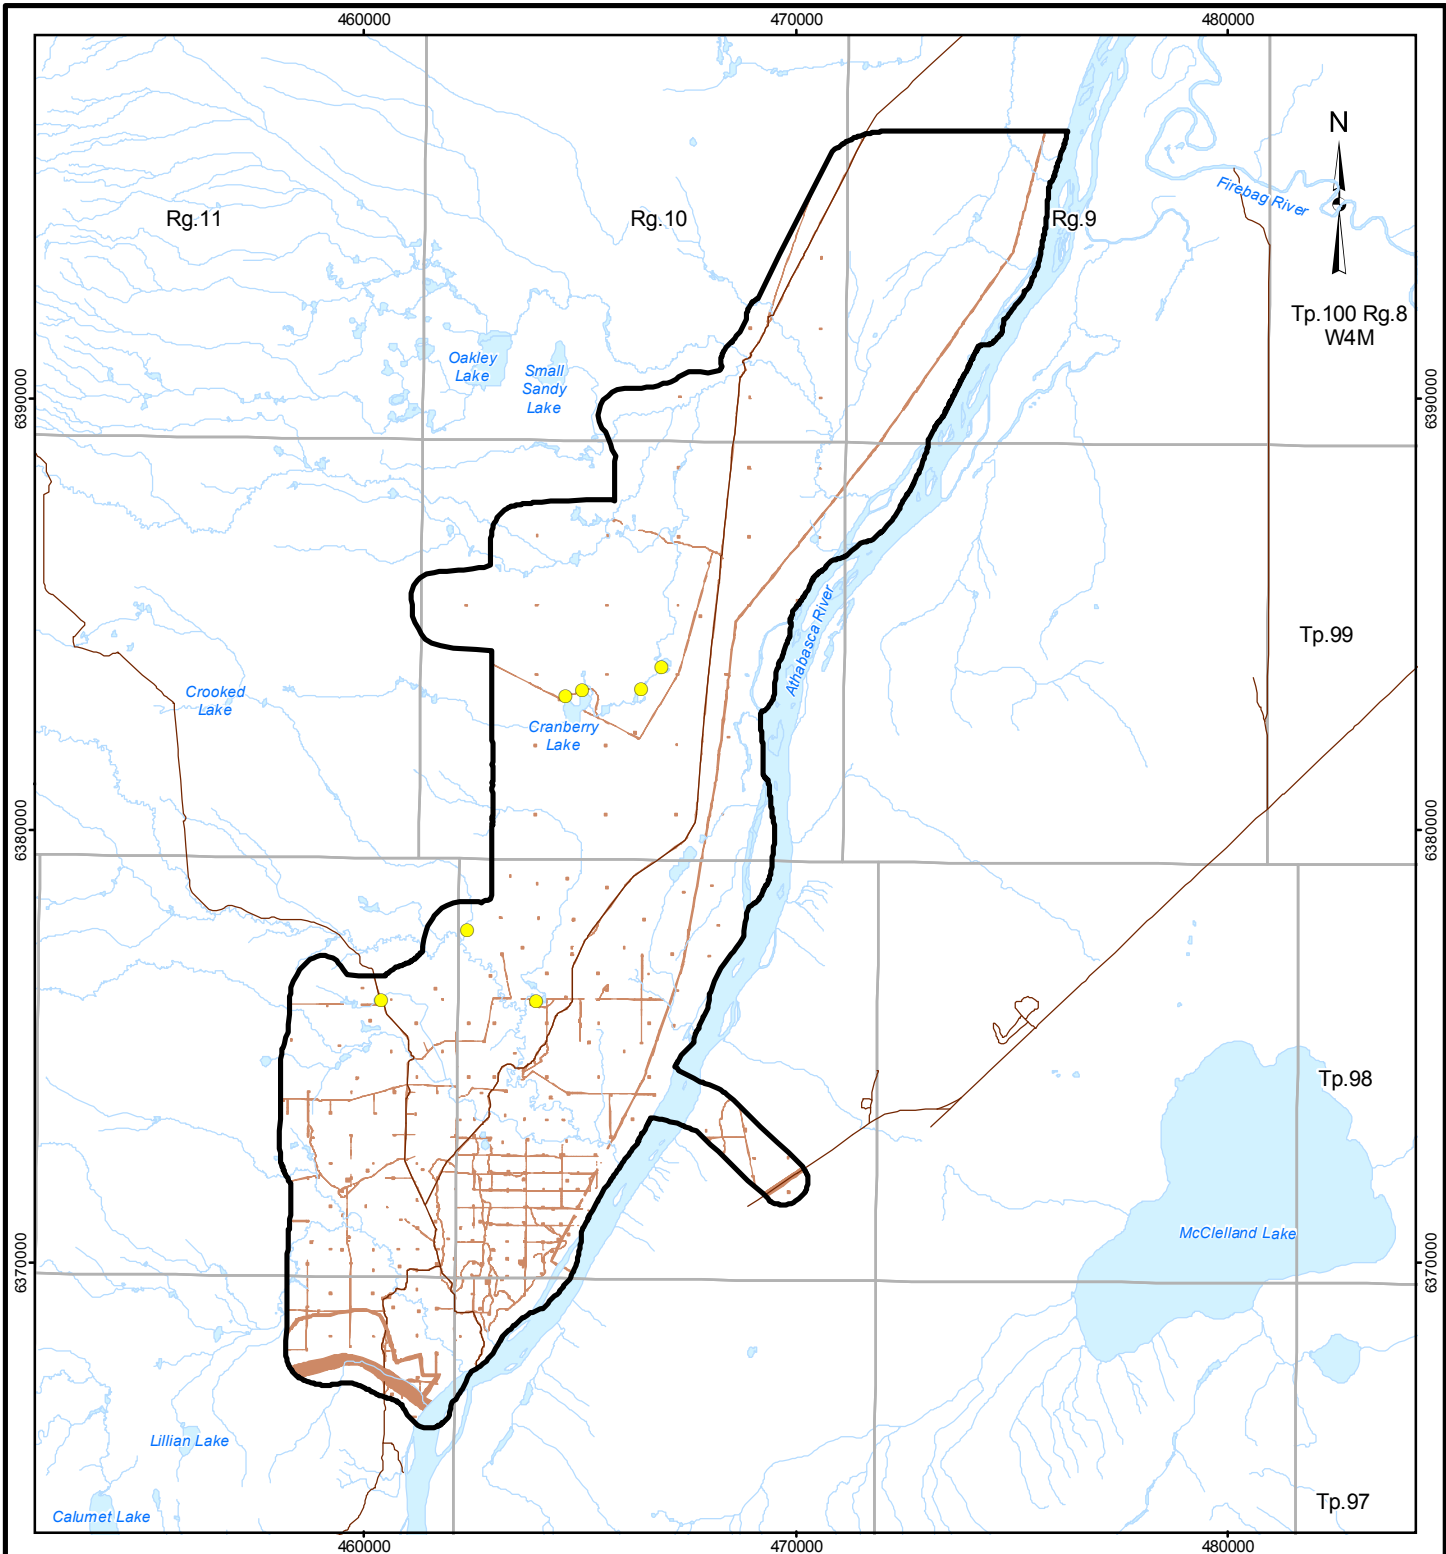 460000
470000
480000
N
Firebag River
Rg.11
Rg.10
Rg.9
Tp.100 Rg.8
W4M
Oakley
Lake
Small
Sandy
Lake
6390000
6390000
Athabasca River
Tp.99
Crooked
Lake
Cranberry
Lake
6380000
6380000
Tp.98
McClelland Lake
6370000
6370000
Lillian Lake
Calumet Lake
Tp.97
460000
470000
480000